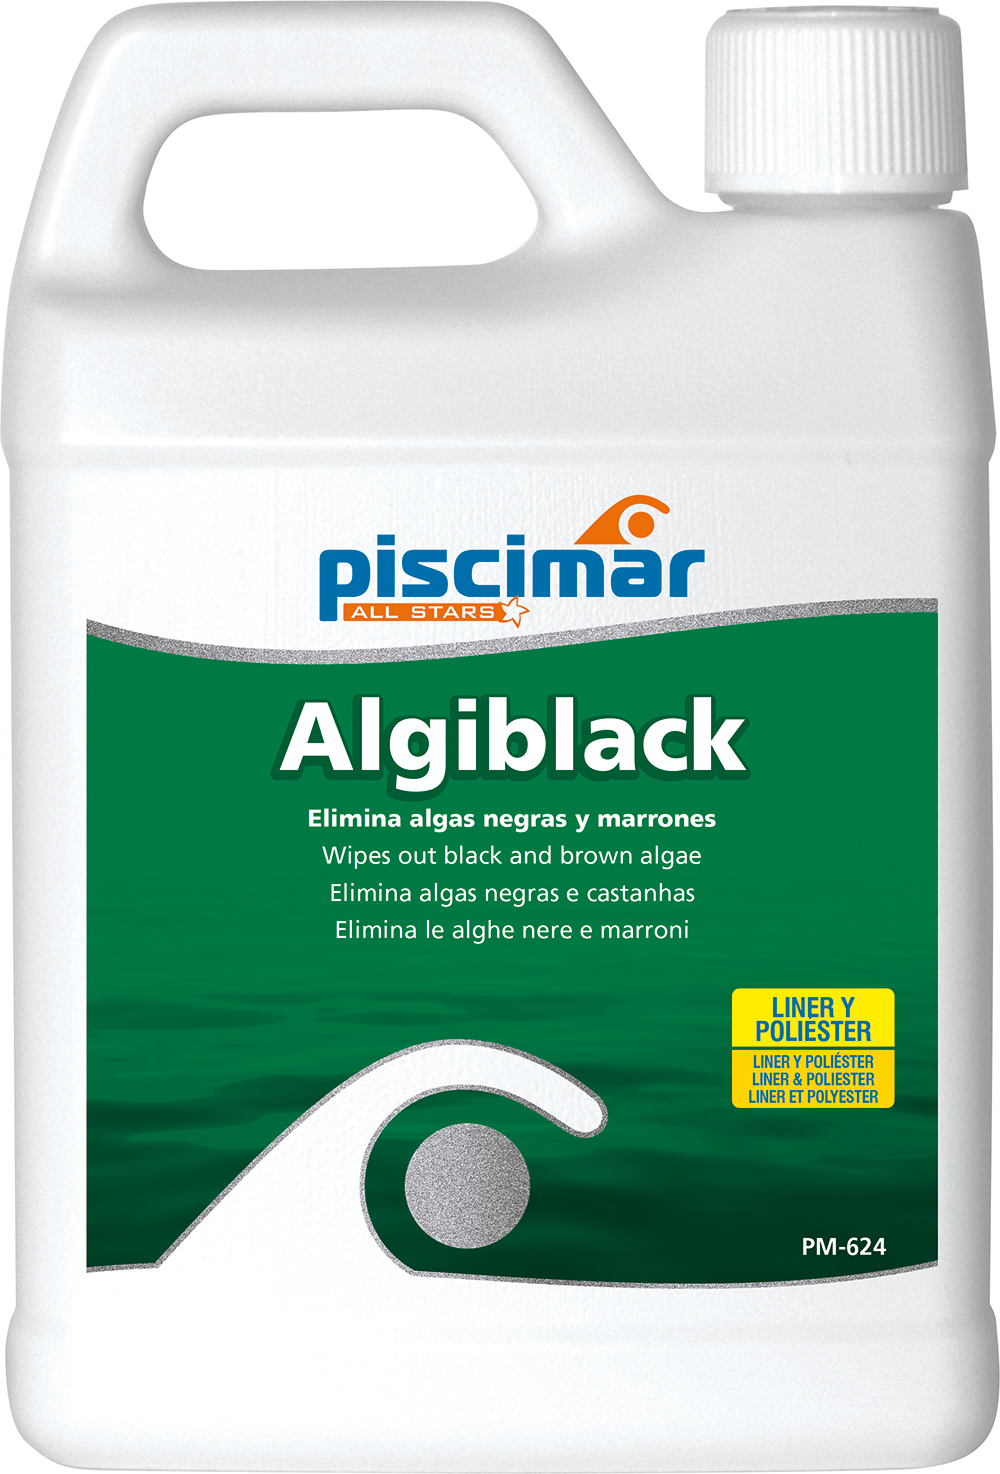 piscimar
ALL STARS
Algiblack
Elimina algas negras y marrones
Wipes out black and brown algae
Elimina algas negras e castanhas
Elimina le alghe nere e marroni
LINER Y
POLIÉSTER
LINER Y POLIÉSTER
LINER & POLIESTER
LINER ET POLYESTER
PM-624